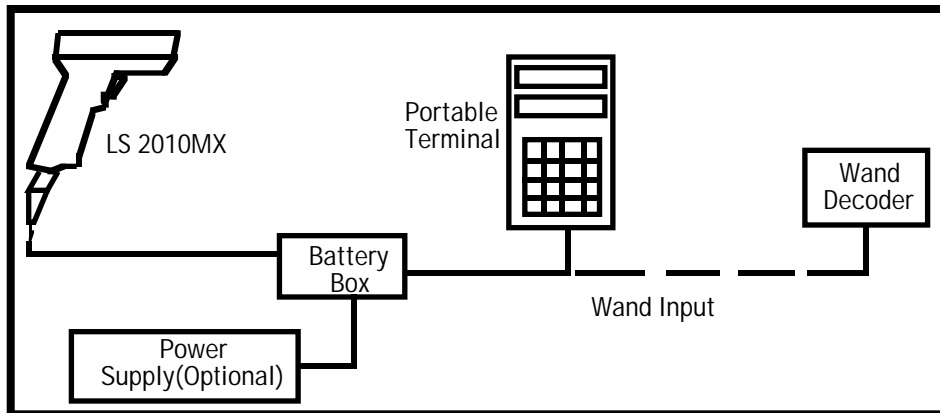 LS 2010MX
Portable
Terminal
Wand
Decoder
Battery
Box
Wand Input
Power
Supply(Optional)